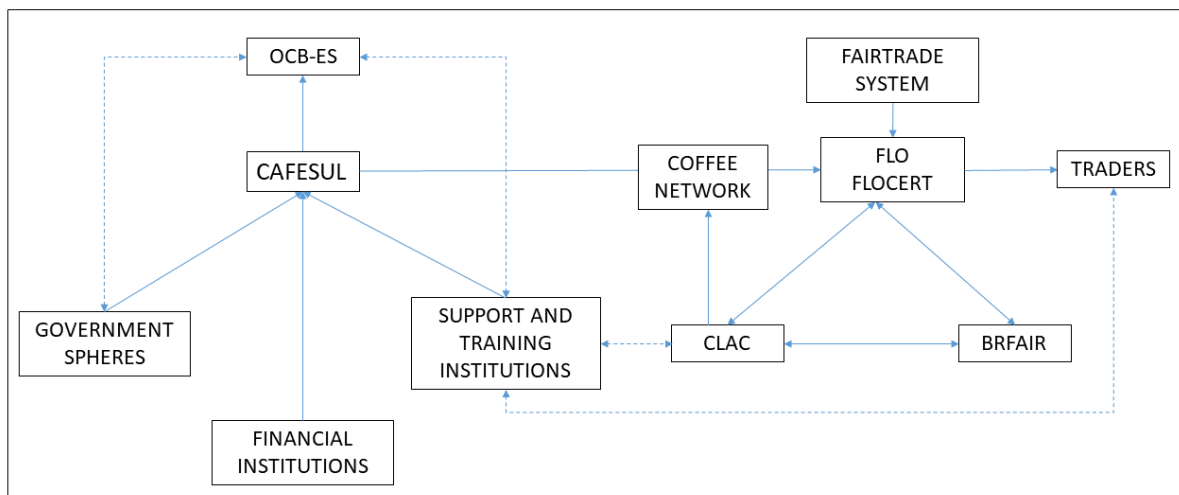 OCB-ES
FAIRTRADE
SYSTEM
CAFESUL
COFFEE
NETWORK
FLO
FLOCERT
TRADERS
GOVERNMENT
SPHERES
SUPPORT AND
TRAINING
INSTITUTIONS
CLAC
BRFAIR
FINANCIAL
INSTITUTIONS